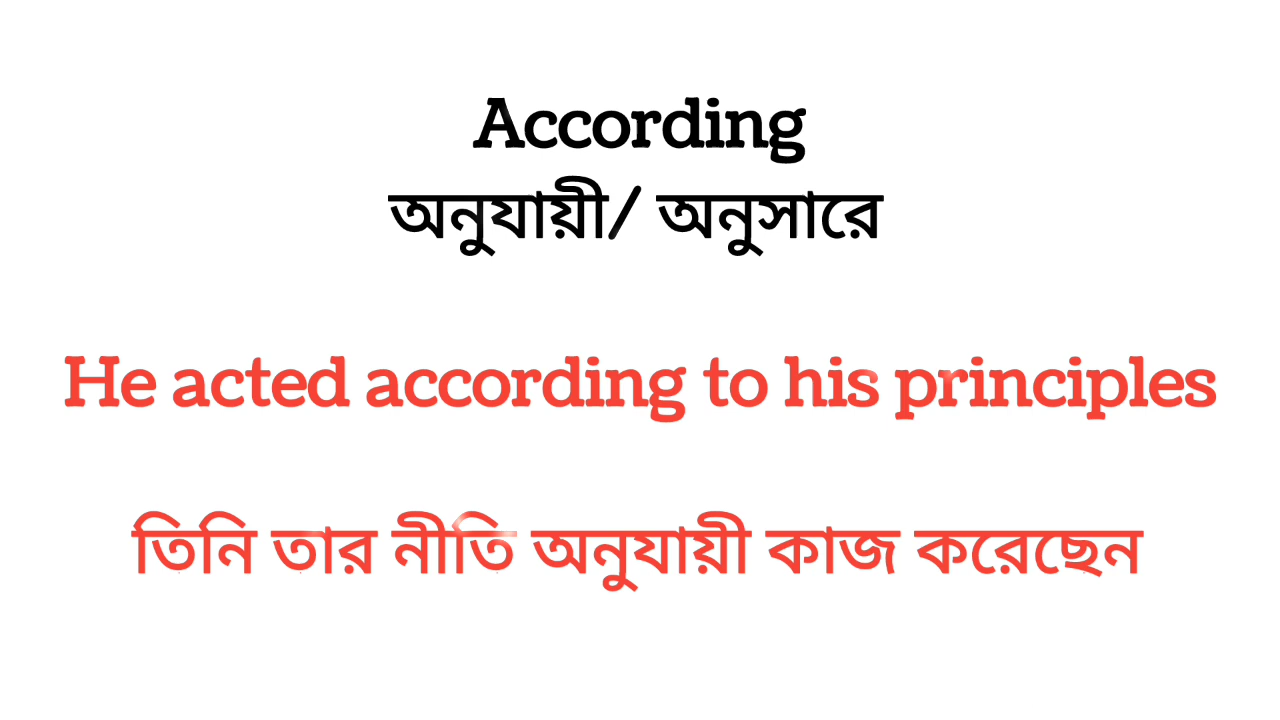 According
অনুযায়ী/ অনুসারে
He acted according to his principles
তিনি তার নীতি অনুযায়ী কাজ করেছেন